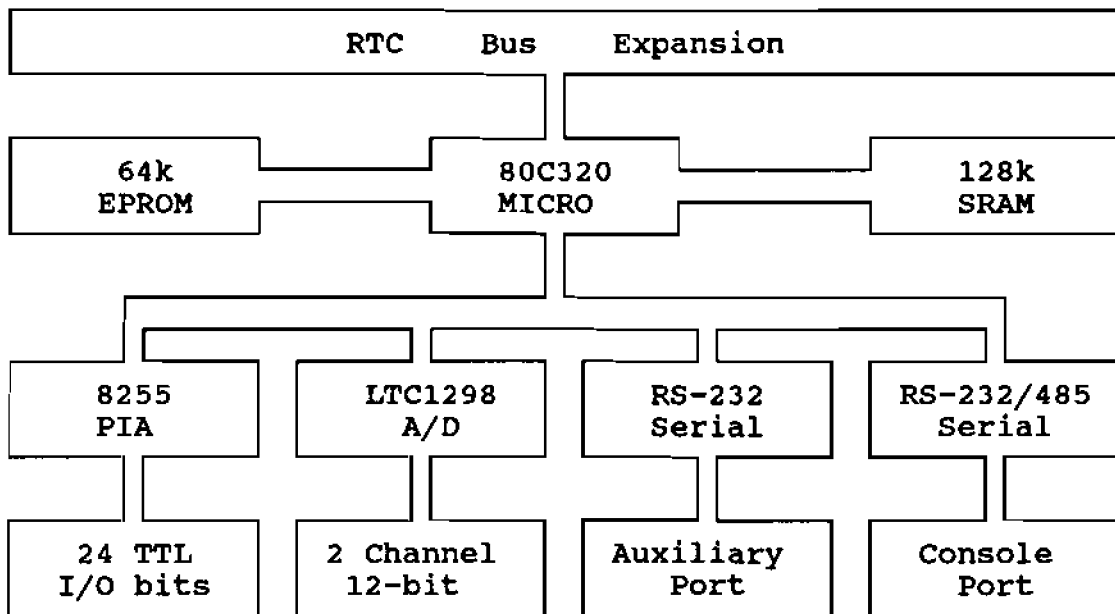 RTC Bus Expansion
64k
EPROM
80C320
MICRO
128k
SRAM
8255
PIA
LTC1298
A/D
RS-232
Serial
RS-232/485
Serial
24 TTL
I/O bits
2 Channel
12-bit
Auxiliary
Port
Console
Port